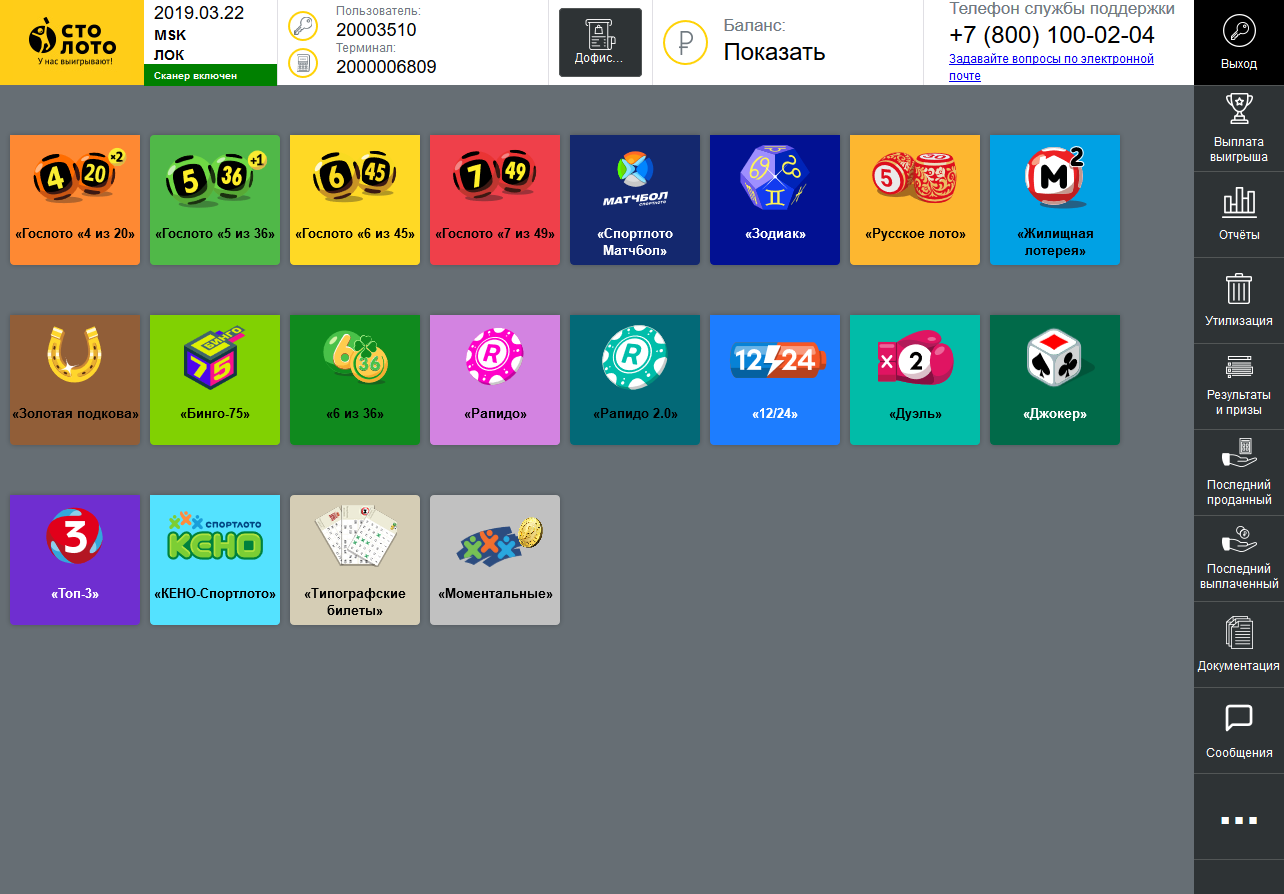 СТО
ЛОТО
У нас выигрывают!
2019.03.22
MSK
ЛОК
Сканер включен
Пользователь:
20003510
Терминал:
2000006809
Дофис...
Баланс:
Показать
Телефон службы поддержки
+7 (800) 100-02-04
Задавайте вопросы по электронной
почте
Выход
4 20 ×2
«Гослото «4 из 20»
5 36 +1
«Гослото «5 из 36»
6 45
«Гослото «6 из 45»
7 49
«Гослото «7 из 49»
МАТЧБОЛ
СПОРТЛОТО
«Спортлото
Матчбол»
«Зодиак»
5
«Русское лото»
М 2
«Жилищная
лотерея»
«Золотая подкова»
БИНГО
75
«Бинго-75»
6 36
«6 из 36»
R
«Рапидо»
R
«Рапидо 2.0»
12 24
«12/24»
x 2
«Дуэль»
«Джокер»
3
«Топ-3»
СПОРТЛОТО
КЕНО
«КЕНО-Спортлото»
«Типографские
билеты»
«Моментальные»
Выплата
выигрыша
Отчёты
Утилизация
Результаты
и призы
Последний
проданный
Последний
выплаченный
Документация
Сообщения